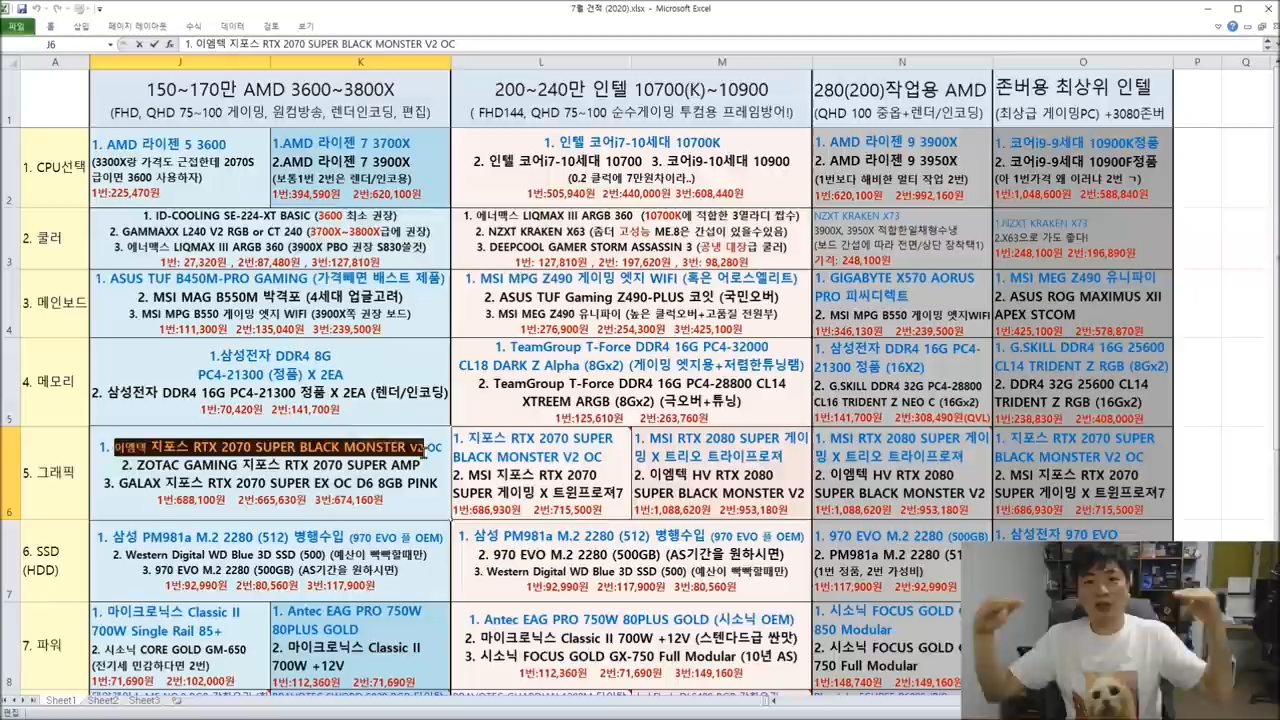 7월 견적 (2020).xlsx - Microsoft Excel
파일 홈 삽입 페이지 레이아웃 수식 데이터 검토 보기
J6 1. 이엠텍 지포스 RTX 2070 SUPER BLACK MONSTER V2 OC
A J K L M N O P Q
1
150~170만 AMD 3600~3800X
(FHD, QHD 75~100 게이밍, 원컴방송, 렌더인코딩, 편집)
200~240만 인텔 10700(K)~10900
( FHD144, QHD 75~100 순수게이밍 투컴용 프레임방어!)
280(200)작업용 AMD
(QHD 100 중옵+렌더/인코딩)
존버용 최상위 인텔
(최상급 게이밍PC) +3080존버
2
1. CPU선택
1. AMD 라이젠 5 3600
(3300X랑 가격도 근접한데 2070S
급이면 3600 사용하자)
1번:225,470원
1.AMD 라이젠 7 3700X
2.AMD 라이젠 7 3900X
(보통1번 2번은 렌더/인코용)
1번:394,590원 2번:620,100원
1. 인텔 코어i7-10세대 10700K
2. 인텔 코어i7-10세대 10700 3. 코어i9-10세대 10900
(0.2 클럭에 7만원차이라..)
1번:505,940원 2번:440,000원 3번:608,440원
1. AMD 라이젠 9 3900X
2. AMD 라이젠 9 3950X
(1번보다 해비한 멀티 작업 2번)
1번:620,100원 2번:992,160원
1. 코어i9-9세대 10900K정품
2. 코어i9-9세대 10900F정품
(아 1번가격 왜 이러냐 2번 ㄱ)
1번:1,048,600원 2번:588,840원
3
2. 쿨러
1. ID-COOLING SE-224-XT BASIC (3600 최소 권장)
2. GAMMAXX L240 V2 RGB or CT 240 (3700X~3800X급에 권장)
3. 에너맥스 LIQMAX III ARGB 360 (3900X PBO 권장 5830쓸것)
1번: 27,320원 , 2번:87,480원 , 3번:127,810원
1. 에너맥스 LIQMAX III ARGB 360 (10700K에 적합한 3열라디 짭수)
2. NZXT KRAKEN X63 (좀더 고성능 ME.8은 간섭이 있을수있음)
3. DEEPCOOL GAMER STORM ASSASSIN 3 (공냉 대장급 쿨러)
1번: 127,810원 2번: 197,620원 , 3번: 98,280원
NZXT KRAKEN X73
3900X, 3950X 적합한일체형수냉
(보드 간섭에 따라 전면/상단 장착택1)
가격: 248,100원
1.NZXT KRAKEN X73
2.X63으로 가도 좋다!
1번:248,100원 2번:196,890원
4
3. 메인보드
1. ASUS TUF B450M-PRO GAMING (가격빼면 배스트 제품)
2. MSI MAG B550M 박격포 (4세대 업글고려)
3. MSI MPG B550 게이밍 엣지 WIFI (3900X쪽 권장 보드)
1번:111,300원 2번:135,040원 3번:239,500원
1. MSI MPG Z490 게이밍 엣지 WIFI (혹은 어로스엘리트)
2. ASUS TUF Gaming Z490-PLUS 코잇 (국민오버)
3. MSI MEG Z490 유니파이 (높은 클럭오버+고품질 전원부)
1번:276,900원 2번:254,300원 3번:425,100원
1. GIGABYTE X570 AORUS
PRO 피씨디렉트
2. MSI MPG B550 게이밍 엣지 WIFI
1번:346,130원 2번:239,500원
1. MSI MEG Z490 유니파이
2. ASUS ROG MAXIMUS XII
APEX STCOM
1번:425,100원 2번:578,870원
5
4. 메모리
1.삼성전자 DDR4 8G
PC4-21300 (정품) X 2EA
2. 삼성전자 DDR4 16G PC4-21300 정품 X 2EA (렌더/인코딩)
1번:70,420원 2번:141,700원
1. TeamGroup T-Force DDR4 16G PC4-32000
CL18 DARK Z Alpha (8Gx2) (게이밍 엣지용+저렴한튜닝램)
2. TeamGroup T-Force DDR4 16G PC4-28800 CL14
XTREEM ARGB (8Gx2) (극오버+튜닝)
1번:125,610원 2번:263,760원
1. 삼성전자 DDR4 16G PC4-
21300 정품 (16X2)
2. G.SKILL DDR4 32G PC4-28800
CL16 TRIDENT Z NEO C (16Gx2)
1번:141,700원 2번:308,490원(QVL)
1. G.SKILL DDR4 16G 25600
CL14 TRIDENT Z RGB (8Gx2)
2. DDR4 32G 25600 CL14
TRIDENT Z RGB (16Gx2)
1번:238,830원 2번:408,000원
6
5. 그래픽
1. 이엠텍 지포스 RTX 2070 SUPER BLACK MONSTER V2 OC
2. ZOTAC GAMING 지포스 RTX 2070 SUPER AMP
3. GALAX 지포스 RTX 2070 SUPER EX OC D6 8GB PINK
1번:688,100원 2번:665,630원 3번:674,160원
1. 지포스 RTX 2070 SUPER
BLACK MONSTER V2 OC
2. MSI 지포스 RTX 2070
SUPER 게이밍 X 트윈프로져7
1번:686,930원 2번:715,500원
1. MSI RTX 2080 SUPER 게이
밍 X 트리오 트라이프로져
2. 이엠텍 HV RTX 2080
SUPER BLACK MONSTER V2
1번:1,088,620원 2번:953,180원
1. MSI RTX 2080 SUPER 게이
밍 X 트리오 트라이프로져
2. 이엠텍 HV RTX 2080
SUPER BLACK MONSTER V2
1번:1,088,620원 2번:953,180원
1. 지포스 RTX 2070 SUPER
BLACK MONSTER V2 OC
2. MSI 지포스 RTX 2070
SUPER 게이밍 X 트윈프로져7
1번:686,930원 2번:715,500원
7
6. SSD
(HDD)
1. 삼성 PM981a M.2 2280 (512) 병행수입 (970 EVO 플 OEM)
2. Western Digital WD Blue 3D SSD (500) (예산이 빡빡할때만)
3. 970 EVO M.2 2280 (500GB) (AS기간을 원하시면)
1번:92,990원 2번:80,560원 3번:117,900원
1. 삼성 PM981a M.2 2280 (512) 병행수입 (970 EVO 플 OEM)
2. 970 EVO M.2 2280 (500GB) (AS기간을 원하시면)
3. Western Digital WD Blue 3D SSD (500) (예산이 빡빡할때만)
1번:92,990원 2번:117,900원 3번:80,560원
1. 970 EVO M.2 2280 (500GB)
2. PM981a M.2 2280 (51
(1번 정품, 2번 가성비)
1번:117,900원 2번:92,990원
1. 삼성전자 970 EVO
8
7. 파워
1. 마이크로닉스 Classic II
700W Single Rail 85+
2. 시소닉 CORE GOLD GM-650
(전기세 민감하다면 2번)
1번:71,690원 2번:102,000원
1. Antec EAG PRO 750W
80PLUS GOLD
2. 마이크로닉스 Classic II
700W +12V
1번:112,360원 2번:71,690원
1. Antec EAG PRO 750W 80PLUS GOLD (시소닉 OEM)
2. 마이크로닉스 Classic II 700W +12V (스텐다드급 싼맛)
3. 시소닉 FOCUS GOLD GX-750 Full Modular (10년 AS)
1번:112,360원 2번:71,690원 3번:149,160원
1. 시소닉 FOCUS GOLD
850 Modular
2. 시소닉 FOCUS GOLD
750 Full Modular
1번:148,740원 2번:149,160
Sheet1 Sheet2 Sheet3
편집